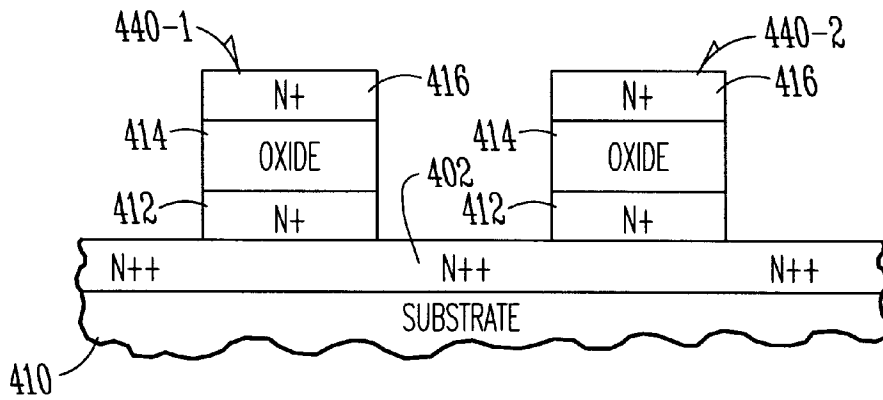 440-1
440-2
N+
416
N+
416
414
414
OXIDE
OXIDE
402
412
412
N+
N+
N++
N++
N++
SUBSTRATE
410